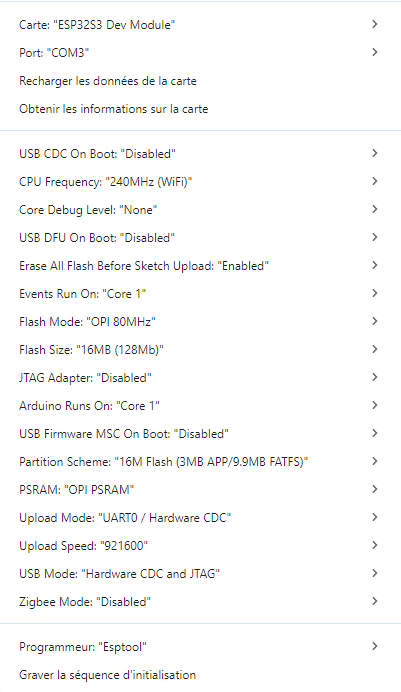 Carte: "ESP32S3 Dev Module"
Port: "COM3"
Recharger les données de la carte
Obtenir les informations sur la carte
USB CDC On Boot: "Disabled"
CPU Frequency: "240MHz (WiFi)"
Core Debug Level: "None"
USB DFU On Boot: "Disabled"
Erase All Flash Before Sketch Upload: "Enabled"
Events Run On: "Core 1"
Flash Mode: "OPI 80MHz"
Flash Size: "16MB (128Mb)"
JTAG Adapter: "Disabled"
Arduino Runs On: "Core 1"
USB Firmware MSC On Boot: "Disabled"
Partition Scheme: "16M Flash (3MB APP/9.9MB FATFS)"
PSRAM: "OPI PSRAM"
Upload Mode: "UART0 / Hardware CDC"
Upload Speed: "921600"
USB Mode: "Hardware CDC and JTAG"
Zigbee Mode: "Disabled"
Programmeur: "Esptool"
Graver la séquence d'initialisation